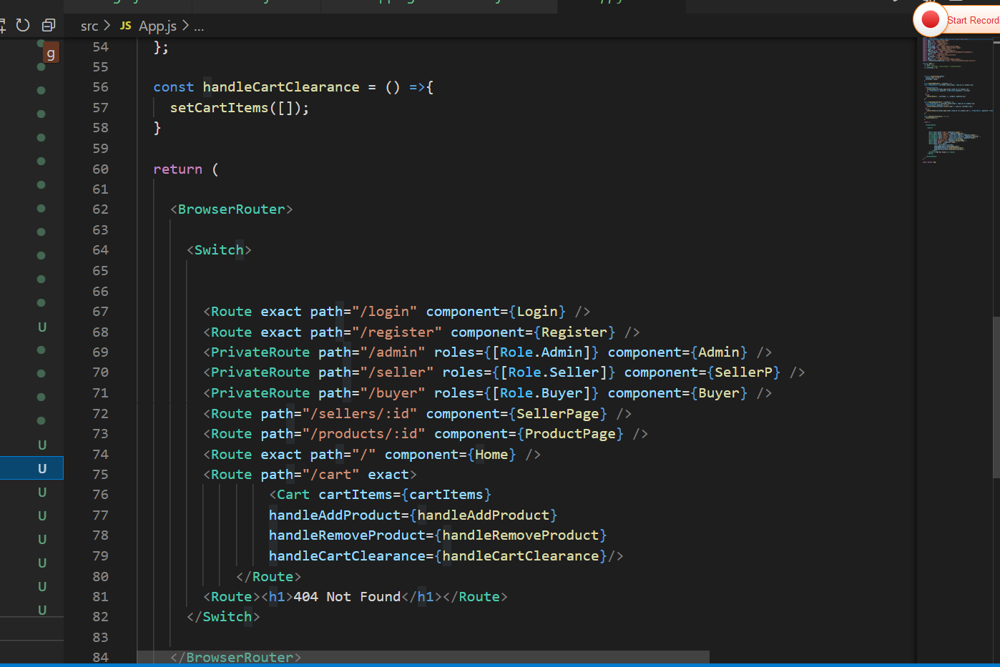 src > JS App.js > ...
Start Recordi
g
54 };
55
56 const handleCartClearance = () =>{
57 setCartItems([]);
58 }
59
60 return (
61
62 <BrowserRouter>
63
64 <Switch>
65
66
67 <Route exact path="/login" component={Login} />
68 <Route exact path="/register" component={Register} />
69 <PrivateRoute path="/admin" roles={[Role.Admin]} component={Admin} />
70 <PrivateRoute path="/seller" roles={[Role.Seller]} component={SellerP} />
71 <PrivateRoute path="/buyer" roles={[Role.Buyer]} component={Buyer} />
72 <Route path="/sellers/:id" component={SellerPage} />
73 <Route path="/products/:id" component={ProductPage} />
74 <Route exact path="/" component={Home} />
75 <Route path="/cart" exact>
76 <Cart cartItems={cartItems}
77 handleAddProduct={handleAddProduct}
78 handleRemoveProduct={handleRemoveProduct}
79 handleCartClearance={handleCartClearance}/>
80 </Route>
81 <Route><h1>404 Not Found</h1></Route>
82 </Switch>
83
84 </BrowserRouter>
U
U
U
U
U
U
U
U
U